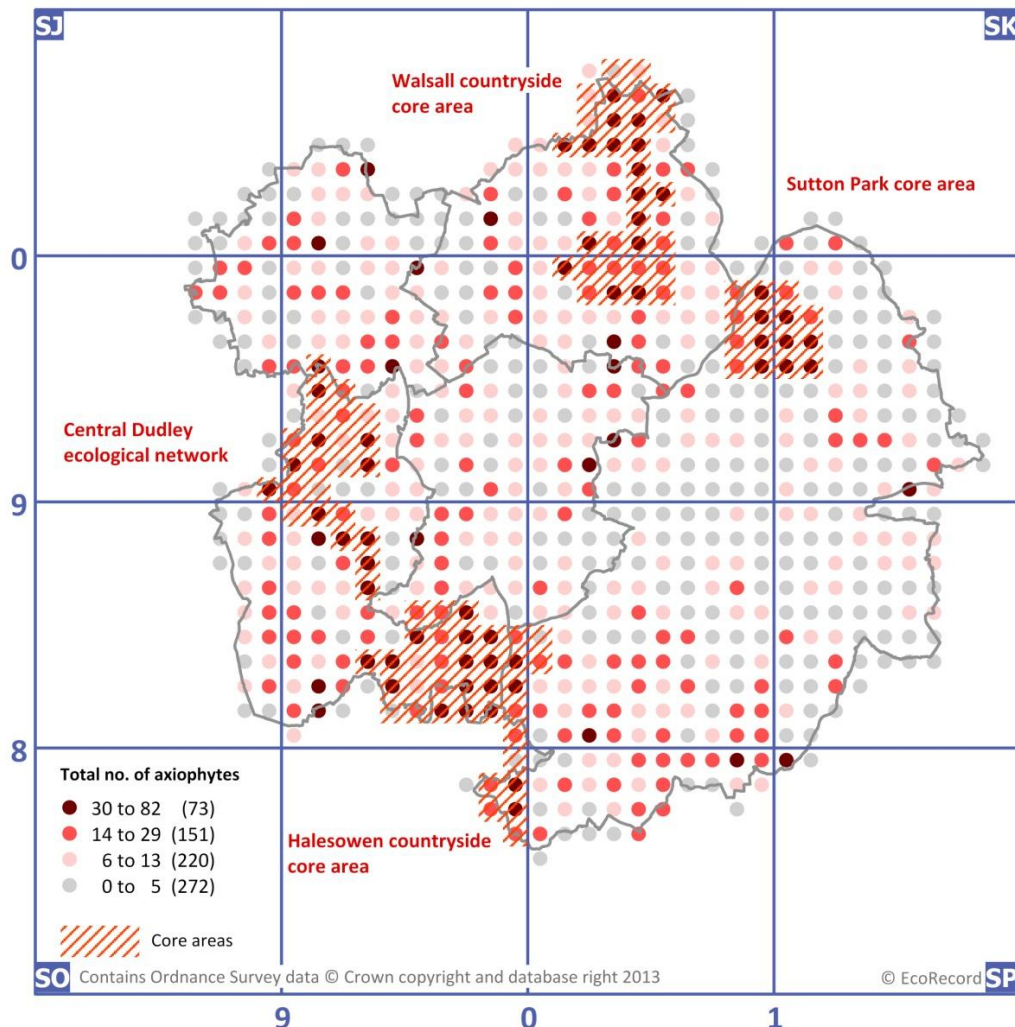 SJ
SK
Walsall countryside
core area
Sutton Park core area
0
Central Dudley
ecological network
9
8
Total no. of axiophytes
30 to 82 (73)
14 to 29 (151)
6 to 13 (220)
0 to 5 (272)
Core areas
Halesowen countryside
core area
SO
Contains Ordnance Survey data © Crown copyright and database right 2013
© EcoRecord
SP
9
0
1